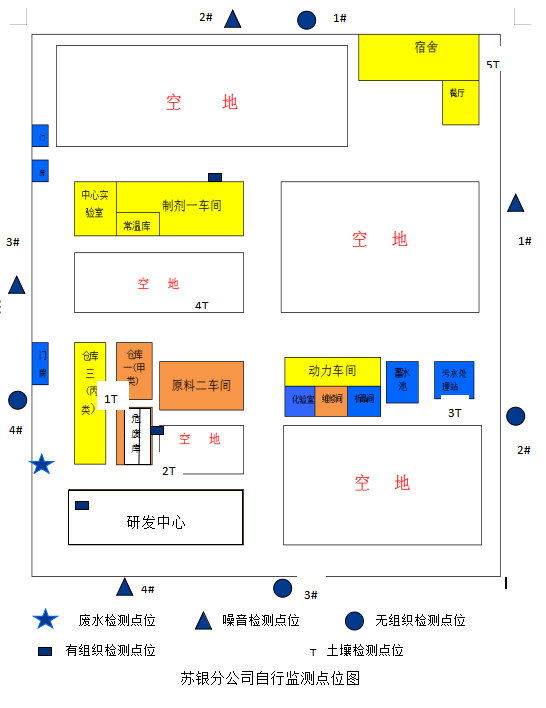 2#
1#
宿舍
5T
餐厅
空 地
门
房
中心实
验室
制剂一车间
常温库
空 地
1#
3#
空 地
4T
门
房
仓库
三
(丙
类)
仓库
一(甲
类)
原料二车间
动力车间
化验室
维修间
蓄水
池
污水处
理站
1T
3T
4#
危
废
库
空 地
2T
2#
空 地
研发中心
4#
3#
废水检测点位
噪音检测点位
无组织检测点位
有组织检测点位
T 土壤检测点位
苏银分公司自行监测点位图